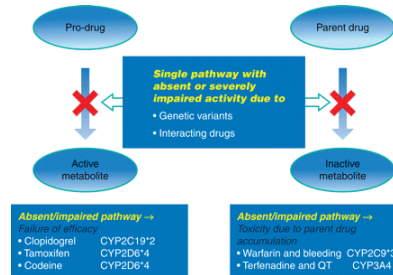 Pro-drug
Parent drug
Single pathway with
absent or severely
impaired activity due to
• Genetic variants
• Interacting drugs
Active
metabolite
Inactive
metabolite
Absent/impaired pathway →
Failure of efficacy
• Clopidogrel CYP2C19*2
• Tamoxifen CYP2D6*4
• Codeine CYP2D6*4
Absent/impaired pathway →
Toxicity due to parent drug
accumulation
• Warfarin and bleeding CYP2C9*3
• Terfenadine and QT CYP3A4